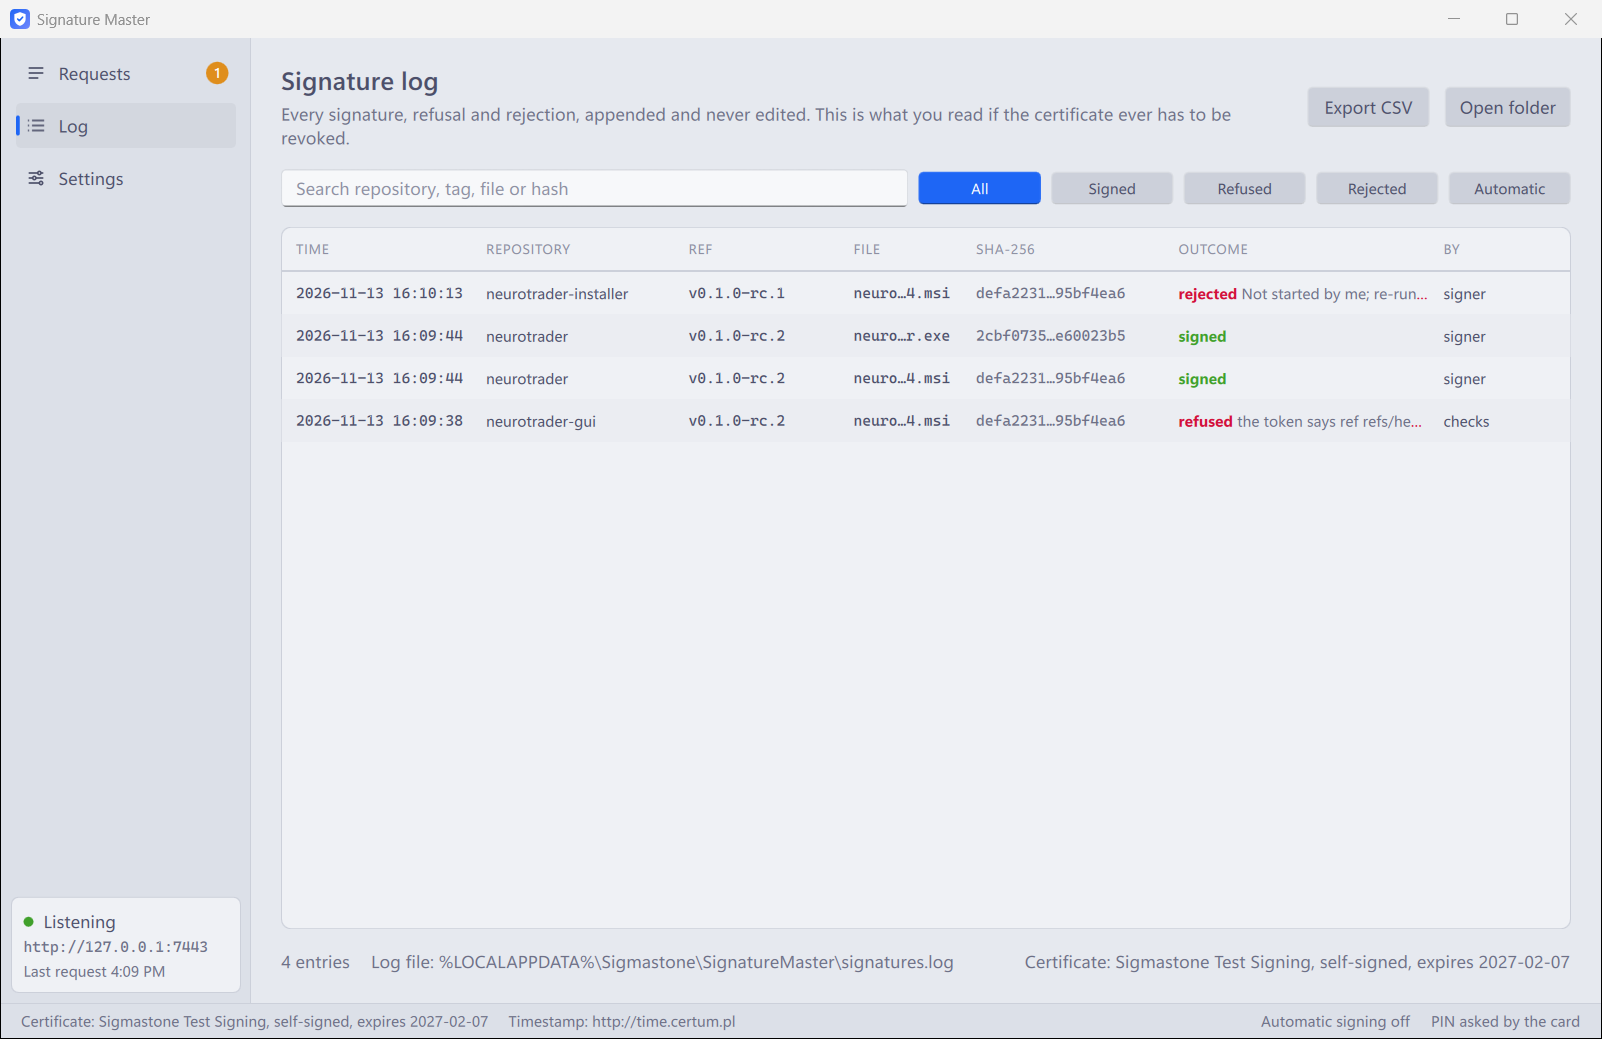 Signature Master
Requests 1
Log
Settings
Signature log
Every signature, refusal and rejection, appended and never edited. This is what you read if the certificate ever has to be
revoked.
Export CSV Open folder
Search repository, tag, file or hash All Signed Refused Rejected Automatic
TIME REPOSITORY REF FILE SHA-256 OUTCOME BY
2026-11-13 16:10:13 neurotrader-installer v0.1.0-rc.1 neuro…4.msi defa2231…95bf4ea6 rejected Not started by me; re-run... signer
2026-11-13 16:09:44 neurotrader v0.1.0-rc.2 neuro…r.exe 2cbf0735…e60023b5 signed signer
2026-11-13 16:09:44 neurotrader v0.1.0-rc.2 neuro…4.msi defa2231…95bf4ea6 signed signer
2026-11-13 16:09:38 neurotrader-gui v0.1.0-rc.2 neuro…4.msi defa2231…95bf4ea6 refused the token says ref refs/he... checks
Listening
http://127.0.0.1:7443
Last request 4:09 PM
4 entries Log file: %LOCALAPPDATA%\Sigmastone\SignatureMaster\signatures.log Certificate: Sigmastone Test Signing, self-signed, expires 2027-02-07
Certificate: Sigmastone Test Signing, self-signed, expires 2027-02-07 Timestamp: http://time.certum.pl Automatic signing off PIN asked by the card